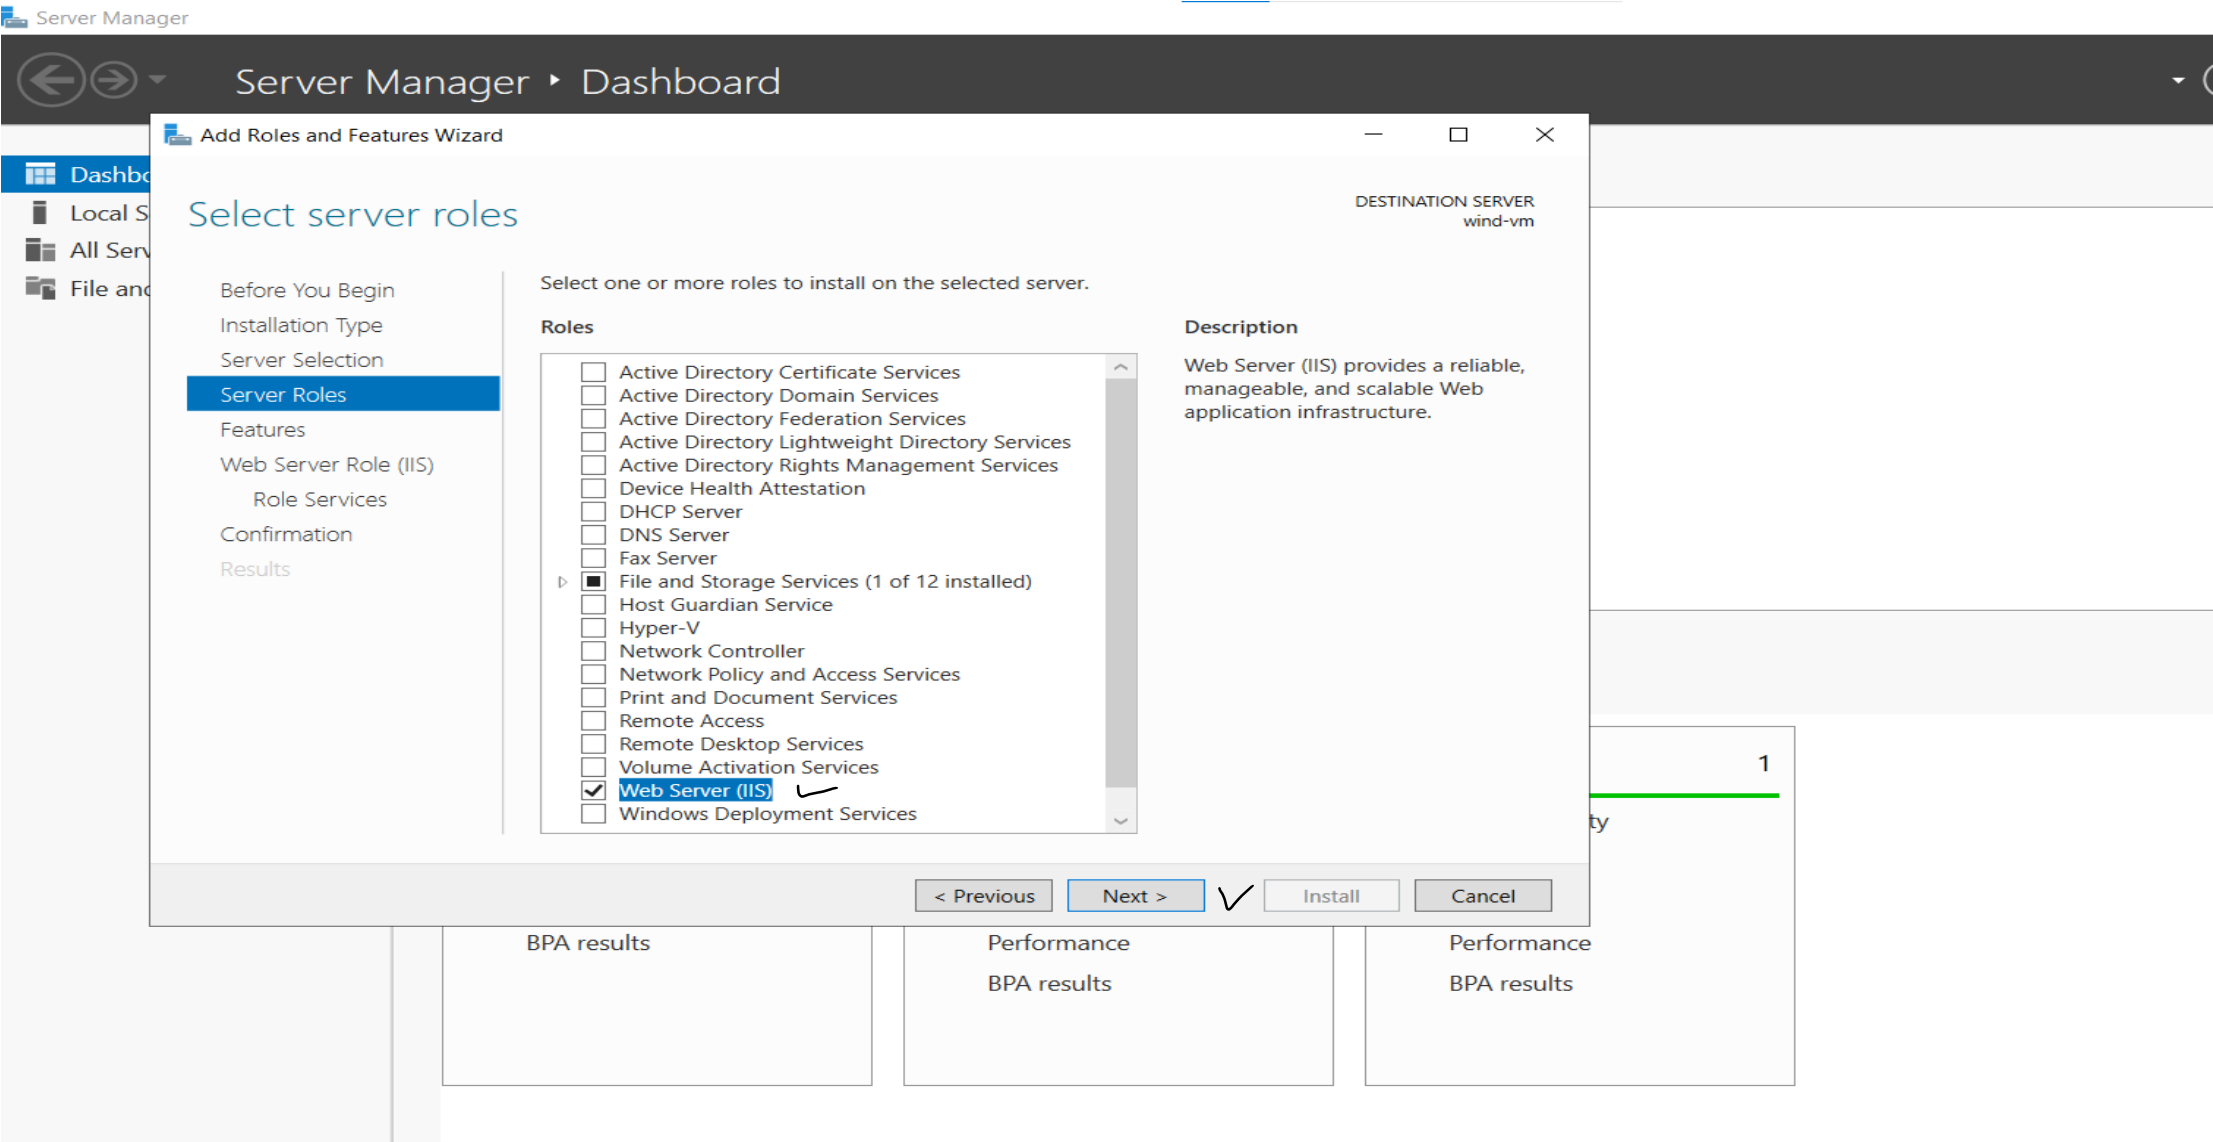 Server Manager
Server Manager ‣ Dashboard
Add Roles and Features Wizard
Dashbo
Local S
All Serv
File and
Select server roles
DESTINATION SERVER
wind-vm
Before You Begin
Installation Type
Server Selection
Server Roles
Features
Web Server Role (IIS)
Role Services
Confirmation
Results
Select one or more roles to install on the selected server.
Roles
Active Directory Certificate Services
Active Directory Domain Services
Active Directory Federation Services
Active Directory Lightweight Directory Services
Active Directory Rights Management Services
Device Health Attestation
DHCP Server
DNS Server
Fax Server
File and Storage Services (1 of 12 installed)
Host Guardian Service
Hyper-V
Network Controller
Network Policy and Access Services
Print and Document Services
Remote Access
Remote Desktop Services
Volume Activation Services
Web Server (IIS)
Windows Deployment Services
Description
Web Server (IIS) provides a reliable,
manageable, and scalable Web
application infrastructure.
< Previous
Next >
Install
Cancel
1
ty
BPA results
Performance
BPA results
Performance
BPA results